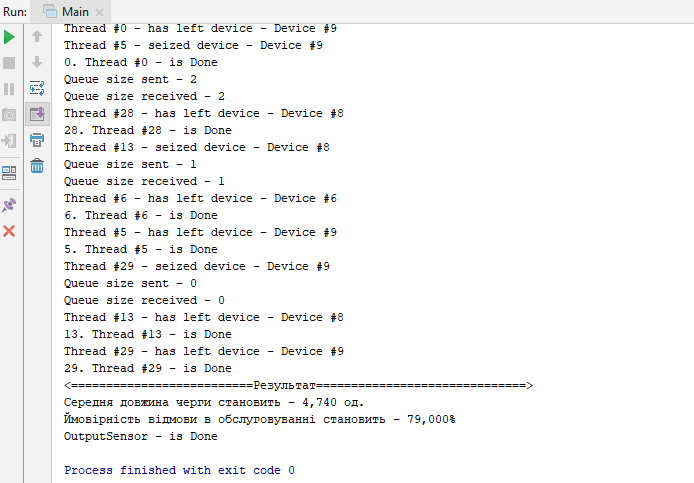 Run: Main
Thread #0 - has left device - Device #9
Thread #5 - seized device - Device #9
0. Thread #0 - is Done
Queue size sent - 2
Queue size received - 2
Thread #28 - has left device - Device #8
28. Thread #28 - is Done
Thread #13 - seized device - Device #8
Queue size sent - 1
Queue size received - 1
Thread #6 - has left device - Device #6
6. Thread #6 - is Done
Thread #5 - has left device - Device #9
5. Thread #5 - is Done
Thread #29 - seized device - Device #9
Queue size sent - 0
Queue size received - 0
Thread #13 - has left device - Device #8
13. Thread #13 - is Done
Thread #29 - has left device - Device #9
29. Thread #29 - is Done
<==========================Результат==============================>
Середня довжина черги становить - 4,740 од.
Ймовірність відмови в обслуговуванні становить - 79,000%
OutputSensor - is Done
Process finished with exit code 0